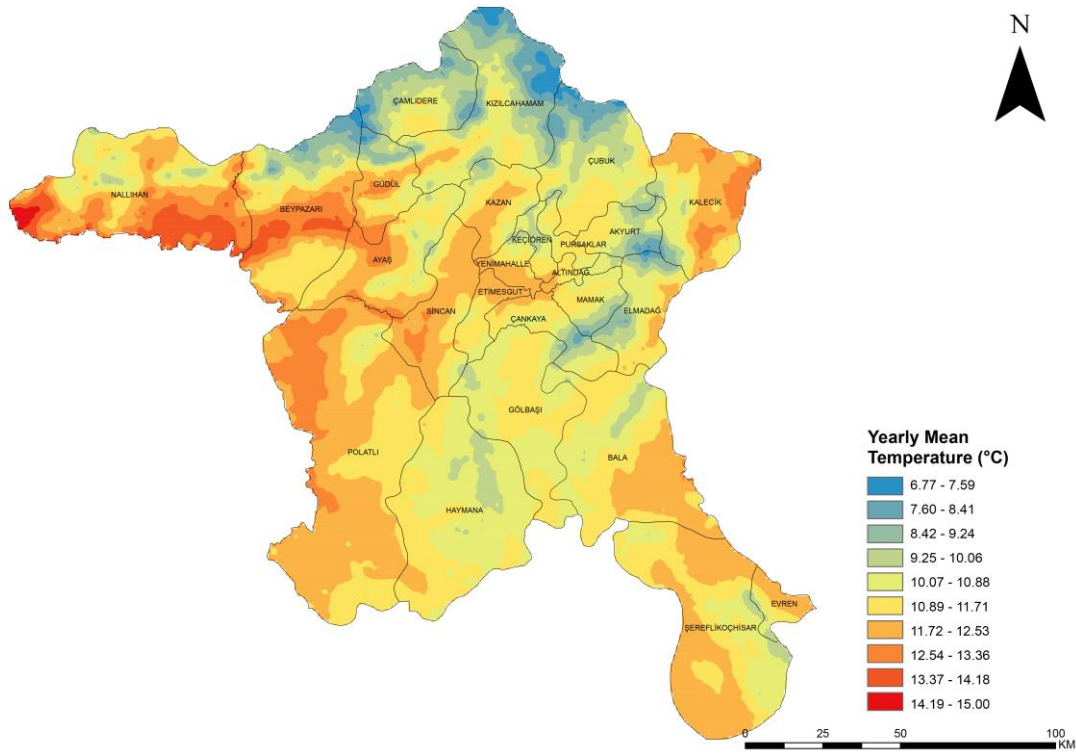 N
ÇAMLIDERE
KIZILCAHAMAM
ÇUBUK
NALLIHAN
BEYPAZARI
GÜDÜL
KAZAN
KALECİK
KEÇİÖREN
PURSAKLAR
AKYURT
AYAŞ
YENİMAHALLE
ALTINDAĞ
ETİMESGUT
MAMAK
SİNCAN
ÇANKAYA
ELMADAĞ
GÖLBAŞI
POLATLI
BALA
HAYMANA
EVREN
ŞEREFLİKOÇHİSAR
Yearly Mean
Temperature (°C)
6.77 - 7.59
7.60 - 8.41
8.42 - 9.24
9.25 - 10.06
10.07 - 10.88
10.89 - 11.71
11.72 - 12.53
12.54 - 13.36
13.37 - 14.18
14.19 - 15.00
0 25 50 100
KM